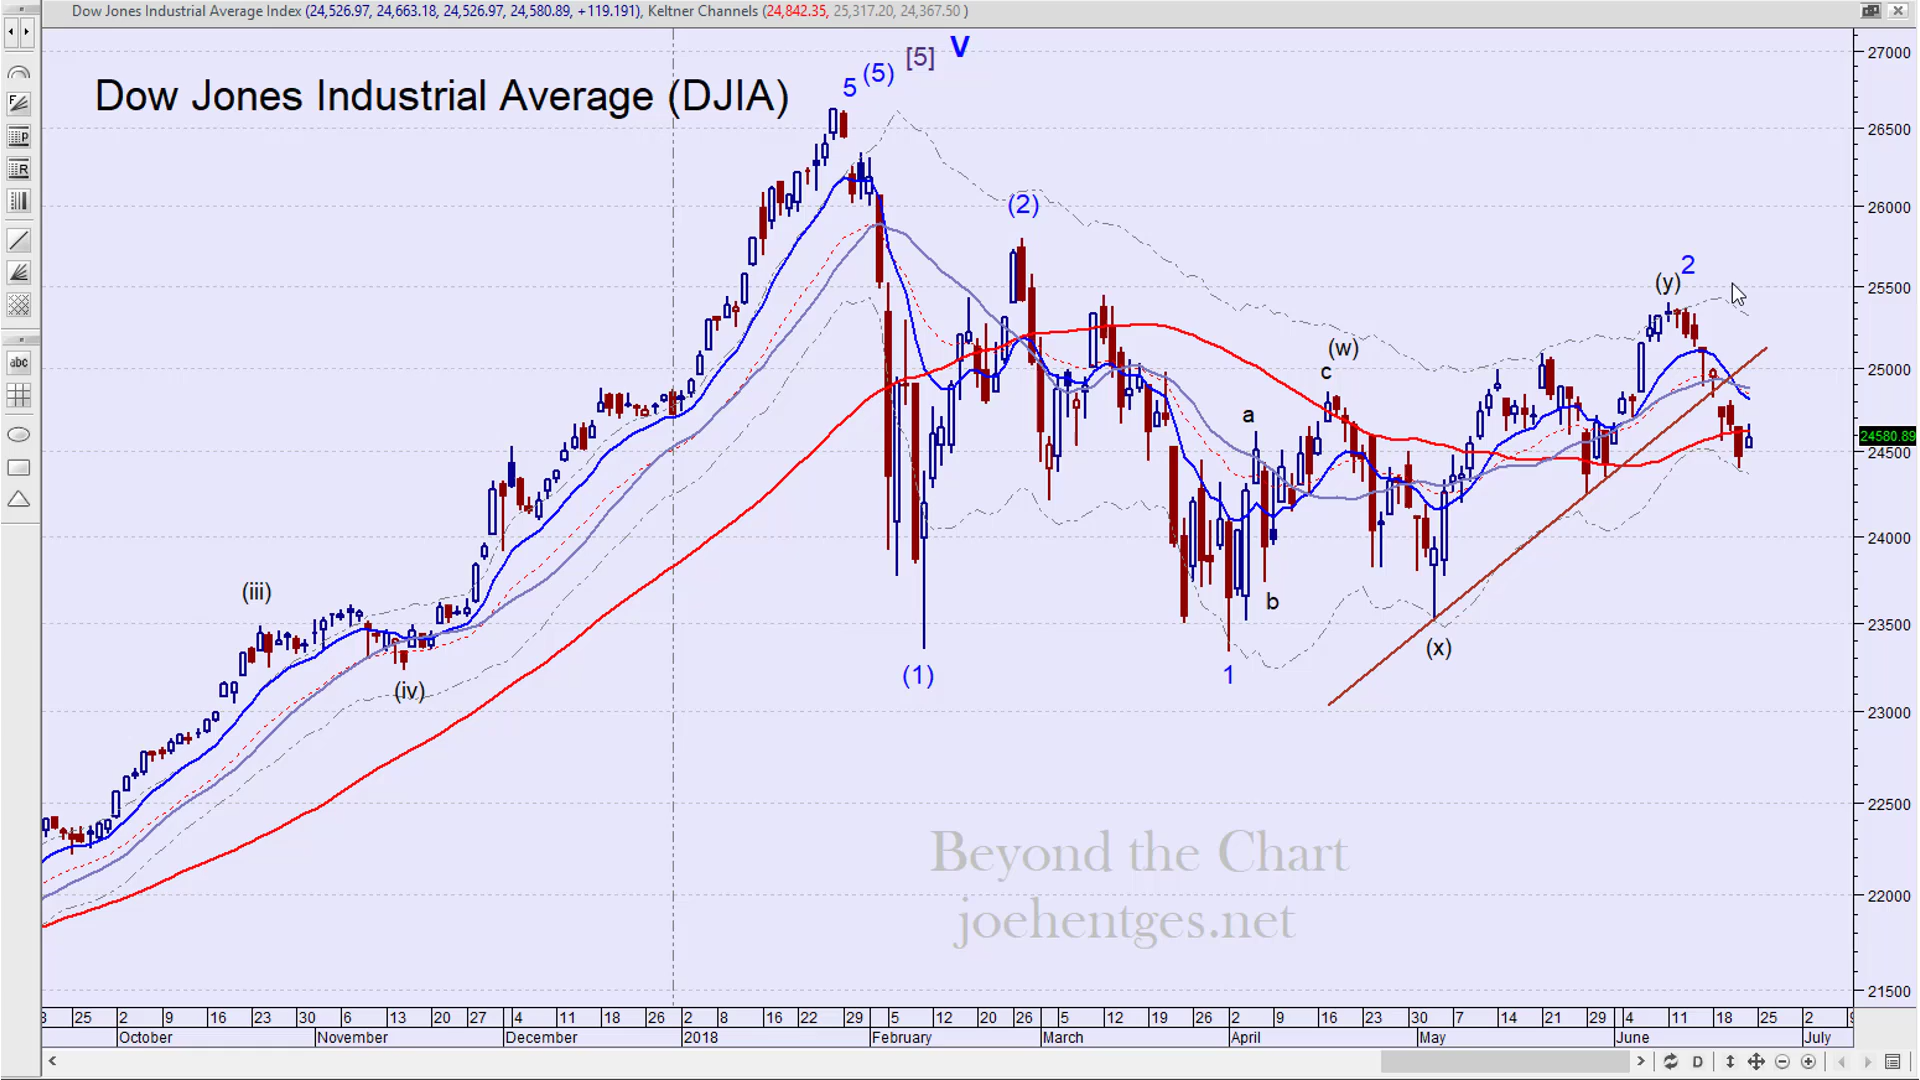 Dow Jones Industrial Average Index (24,526.97, 24,663.18, 24,526.97, 24,580.89, +119.191), Keltner Channels (24,842.35, 25,317.20, 24,367.50 )
Dow Jones Industrial Average (DJIA)
5 (5) [5] V
(2)
(y) 2
(w)
c
a
b
(iii)
(iv)
(1)
1
(x)
27000
26500
26000
25500
25000
24580.89
24500
24000
23500
23000
22500
22000
21500
F
P
R
abc
Beyond the Chart
joehentges.net
25 2 9 16 23 30 6 13 20 27 4 11 18 26 2 8 16 22 29 5 12 20 26 5 12 19 26 2 9 16 23 30 7 14 21 29 4 11 18 25 2
October November December 2018 February March April May June July
D